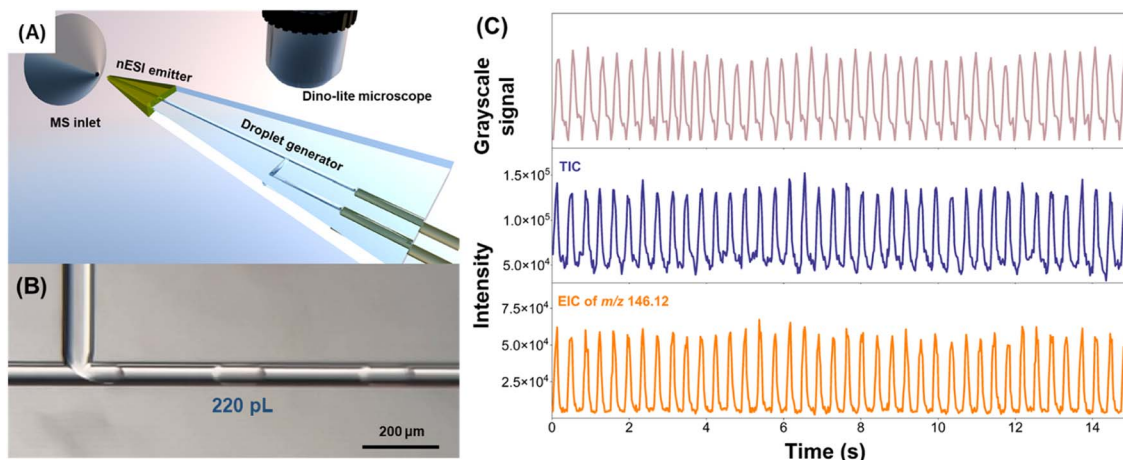 (A)
nESI emitter
MS inlet
Dino-lite microscope
Droplet generator
(B)
220 pL
200 µm
(C)
Grayscale
signal
TIC
1.5×10⁵
1.0×10⁵
5.0×10⁴
Intensity
EIC of m/z 146.12
7.5×10⁴
5.0×10⁴
2.5×10⁴
0 2 4 6 8 10 12 14
Time (s)